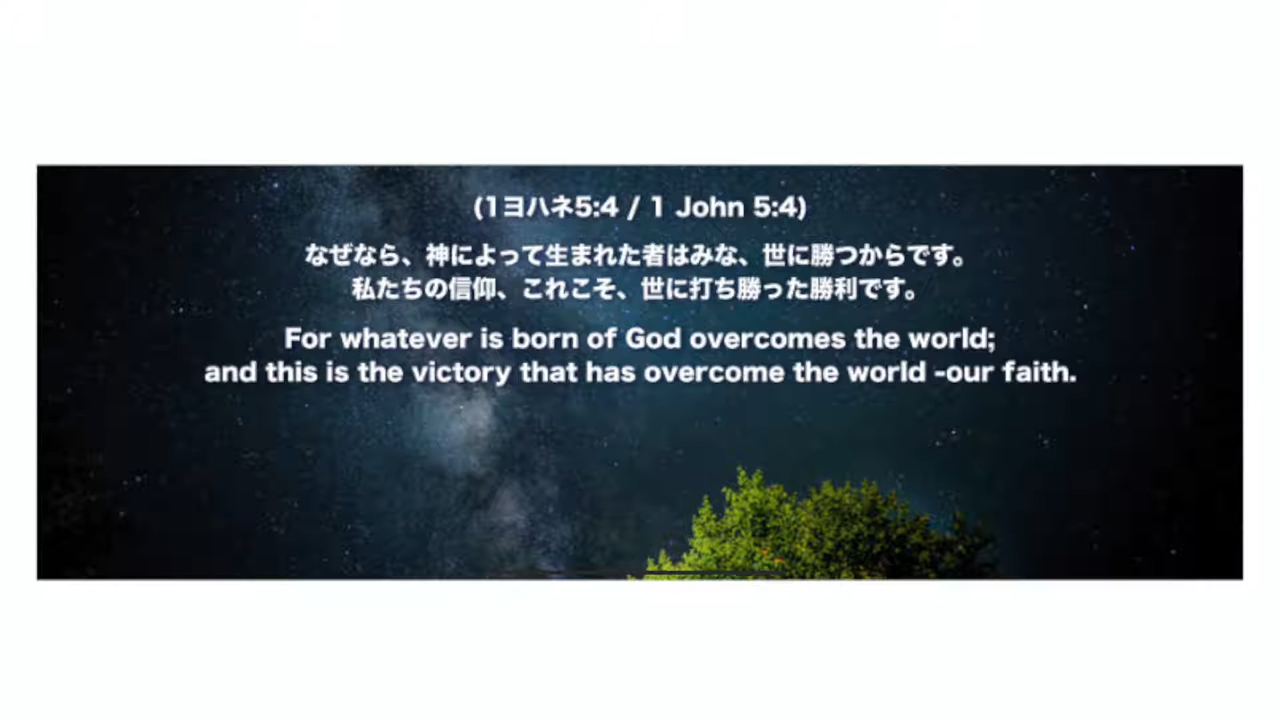 (1ヨハネ5:4 / 1 John 5:4)
なぜなら、神によって生まれた者はみな、世に勝つからです。
私たちの信仰、これこそ、世に打ち勝った勝利です。
For whatever is born of God overcomes the world;
and this is the victory that has overcome the world -our faith.